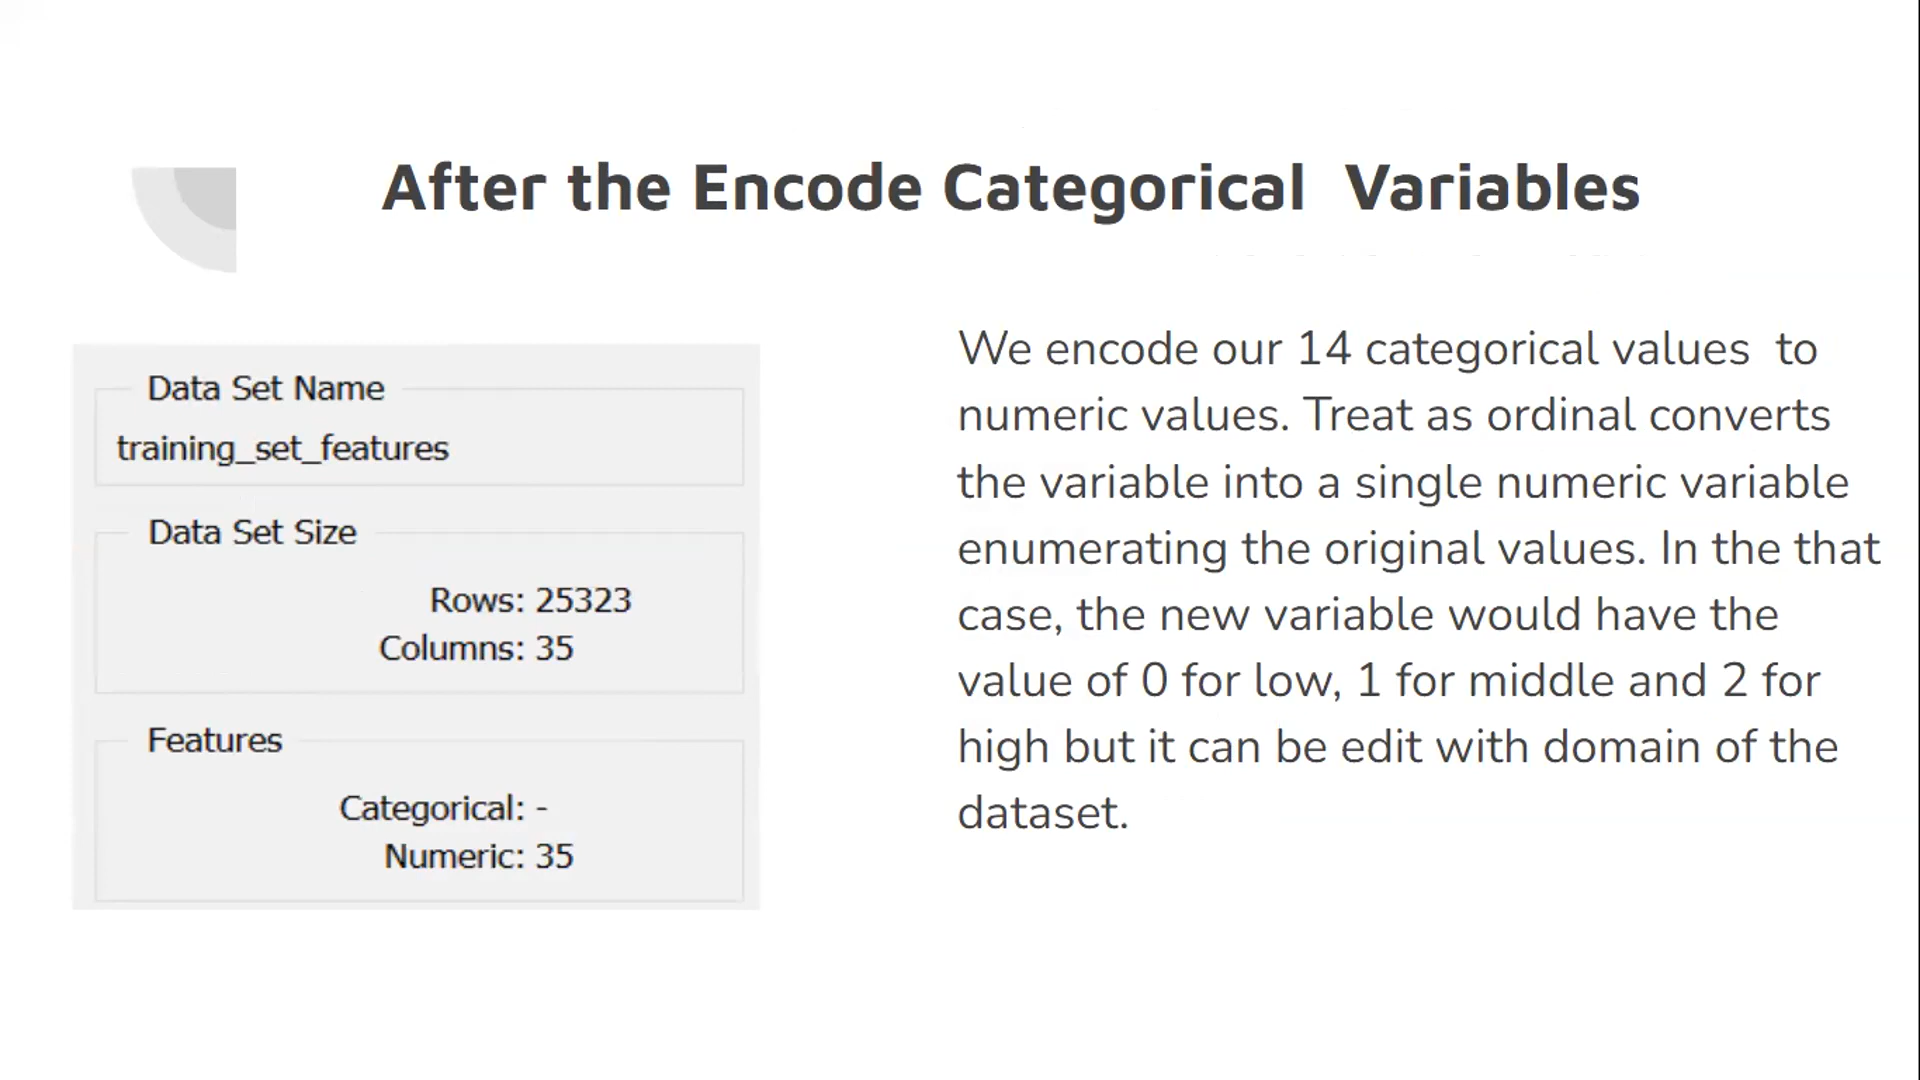 After the Encode Categorical  Variables
Data Set Name
training_set_features
Data Set Size
Rows: 25323
Columns: 35
Features
Categorical: -
Numeric: 35
We encode our 14 categorical values  to
numeric values. Treat as ordinal converts
the variable into a single numeric variable
enumerating the original values. In the that
case, the new variable would have the
value of 0 for low, 1 for middle and 2 for
high but it can be edit with domain of the
dataset.